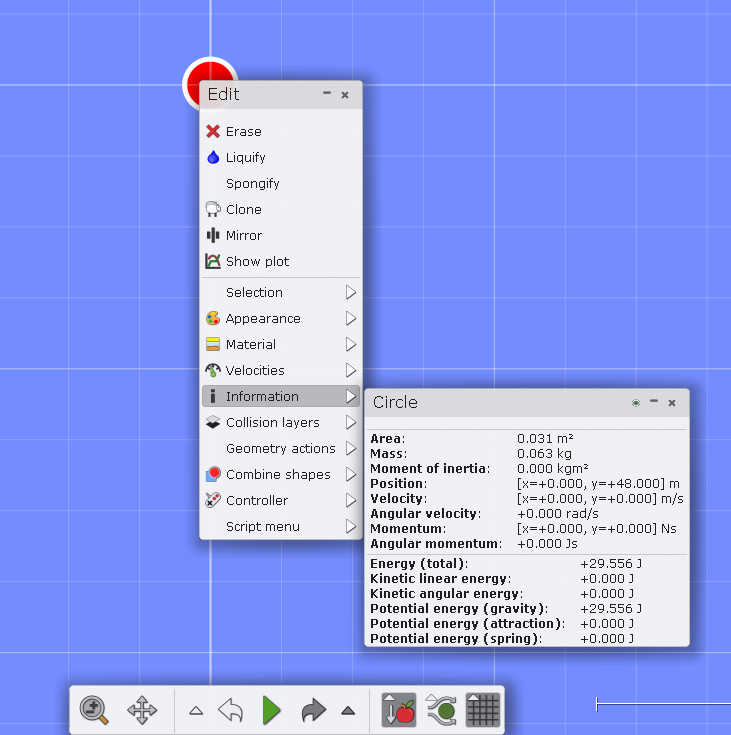 Edit
Erase
Liquify
Spongify
Clone
Mirror
Show plot
Selection
Appearance
Material
Velocities
Information
Collision layers
Geometry actions
Combine shapes
Controller
Script menu
Circle
Area: 0.031 m²
Mass: 0.063 kg
Moment of inertia: 0.000 kgm²
Position: [x=+0.000, y=+48.000] m
Velocity: [x=+0.000, y=+0.000] m/s
Angular velocity: +0.000 rad/s
Momentum: [x=+0.000, y=+0.000] Ns
Angular momentum: +0.000 Js
Energy (total): +29.556 J
Kinetic linear energy: +0.000 J
Kinetic angular energy: +0.000 J
Potential energy (gravity): +29.556 J
Potential energy (attraction): +0.000 J
Potential energy (spring): +0.000 J